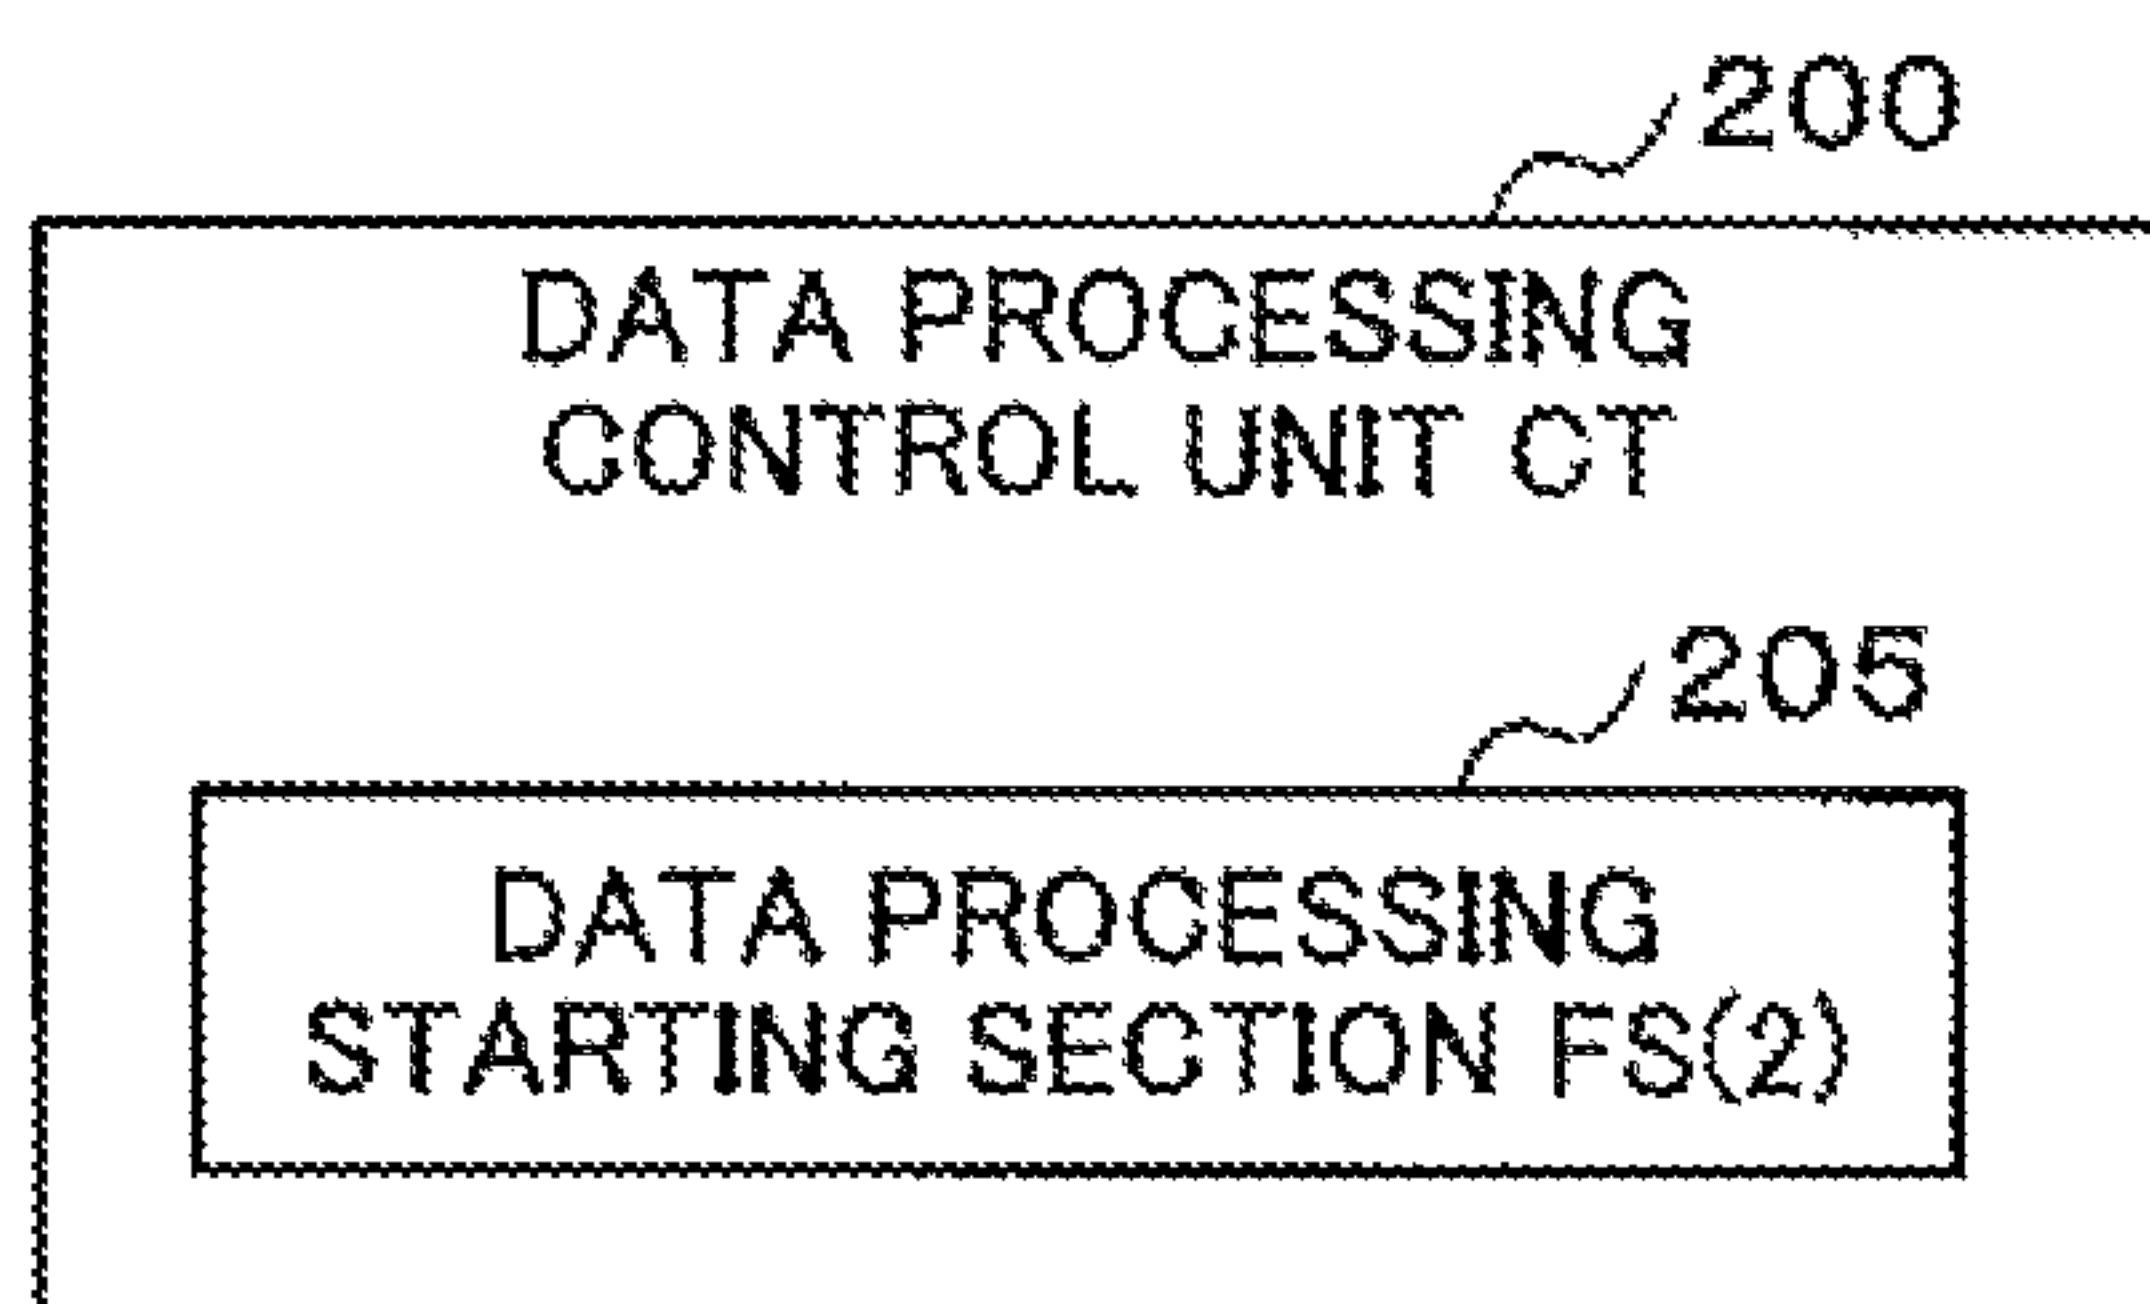 200
DATA PROCESSING
CONTROL UNIT CT
205
DATA PROCESSING
STARTING SECTION FS(2)